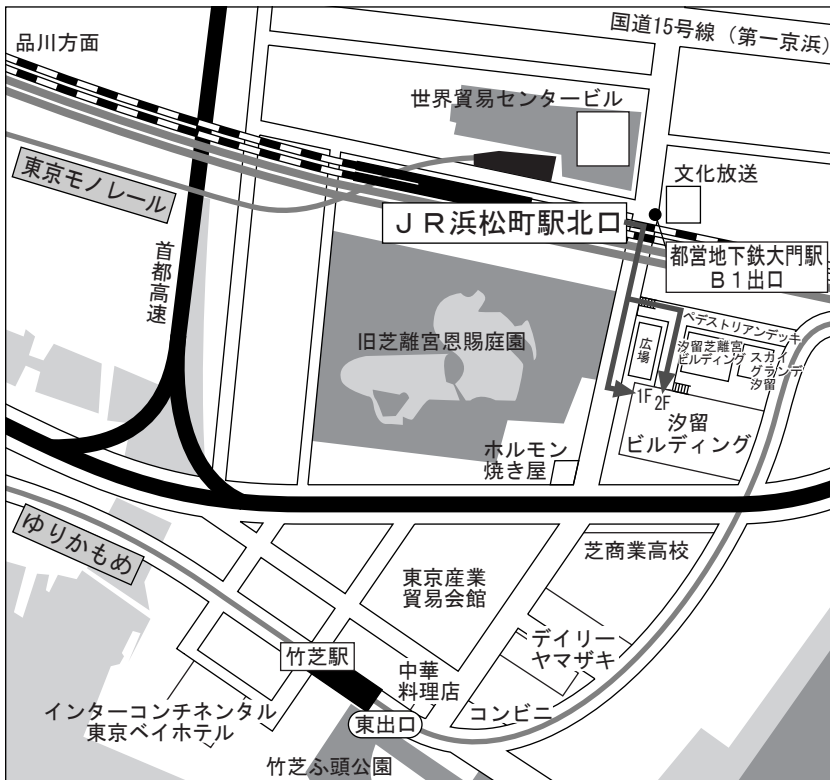 国道15号線（第一京浜）
品川方面
世界貿易センタービル
東京モノレール
文化放送
ＪＲ浜松町駅北口
都営地下鉄大門駅
Ｂ１出口
首都高速
ペデストリアンデッキ
旧芝離宮恩賜庭園
広場
汐留芝離宮
ビルディング
スカイ
グランデ
汐留
1F
2F
汐留
ビルディング
ホルモン
焼き屋
ゆりかもめ
芝商業高校
東京産業
貿易会館
デイリー
ヤマザキ
竹芝駅
中華
料理店
コンビニ
インターコンチネンタル
東京ベイホテル
東出口
竹芝ふ頭公園